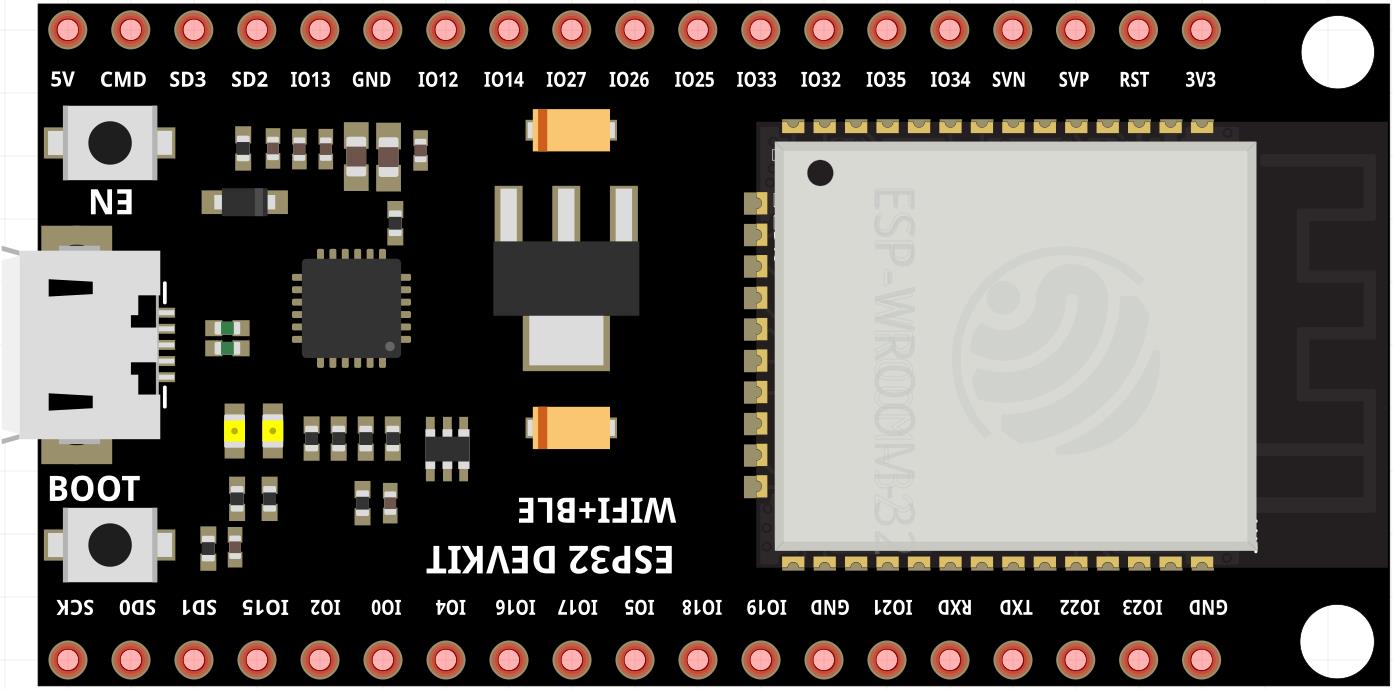 5V CMD SD3 SD2 IO13 GND IO12 IO14 IO27 IO26 IO25 IO33 IO32 IO35 IO34 SVN SVP RST 3V3
EN
ESP-WROOM-32
BOOT
WIFI+BLE
ESP32 DEVKIT
SCK SD0 SD1 IO15 IO2 IO0 IO4 IO16 IO17 IO5 IO18 IO19 GND IO21 RXD TXD IO22 IO23 GND